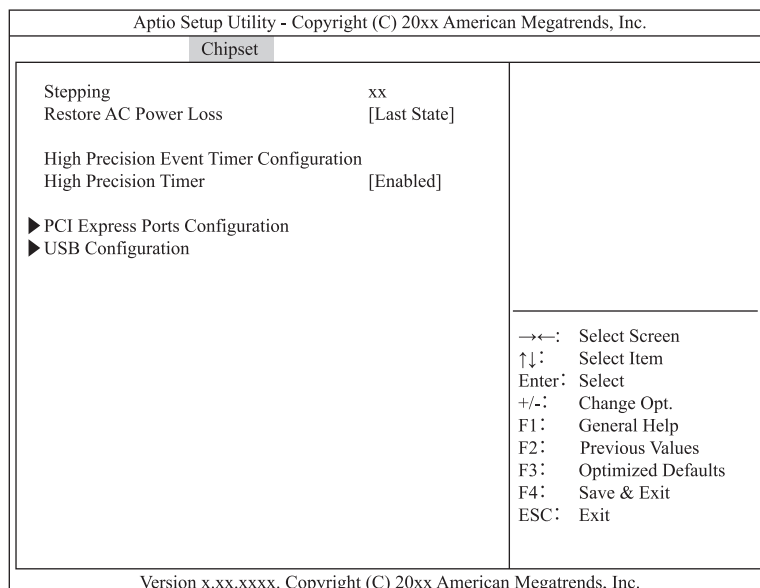 Aptio Setup Utility - Copyright (C) 20xx American Megatrends, Inc.
Chipset
Stepping xx
Restore AC Power Loss [Last State]
High Precision Event Timer Configuration
High Precision Timer [Enabled]
▶PCI Express Ports Configuration
▶USB Configuration
→←: Select Screen
↑↓: Select Item
Enter: Select
+/-: Change Opt.
F1: General Help
F2: Previous Values
F3: Optimized Defaults
F4: Save & Exit
ESC: Exit
Version x.xx.xxxx. Copyright (C) 20xx American Megatrends, Inc.